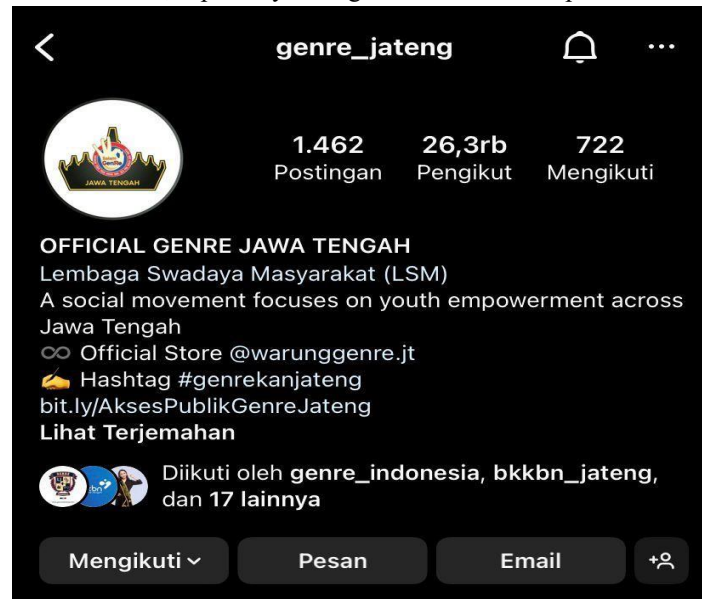 genre_jateng
1.462 26,3rb 722
Postingan Pengikut Mengikuti
GenRe
JAWA TENGAH
OFFICIAL GENRE JAWA TENGAH
Lembaga Swadaya Masyarakat (LSM)
A social movement focuses on youth empowerment across
Jawa Tengah
Official Store @warunggenre.jt
Hashtag #genrekanjateng
bit.ly/AksesPublikGenreJateng
Lihat Terjemahan
Diikuti oleh genre_indonesia, bkkbn_jateng,
dan 17 lainnya
Mengikuti Pesan Email